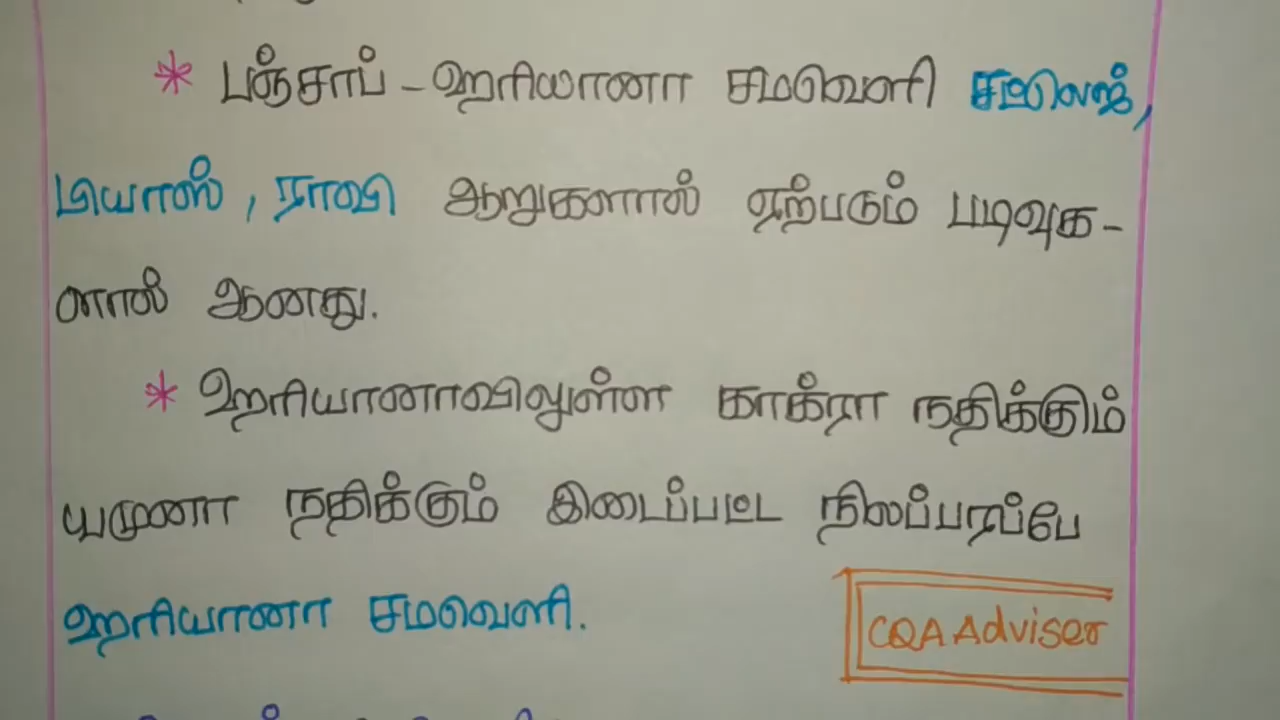 * பஞ்சாப் - ஹரியானா சமவெளி சட்லெஜ்,
பியாஸ், ராவி ஆறுகளால் ஏற்படும் படிவுக-
ளால் ஆனது.
* ஹரியானாவிலுள்ள காக்ரா நதிக்கும்
யமுனா நதிக்கும் இடைப்பட்ட நிலப்பரப்பே
ஹரியானா சமவெளி.
CQA Adviser